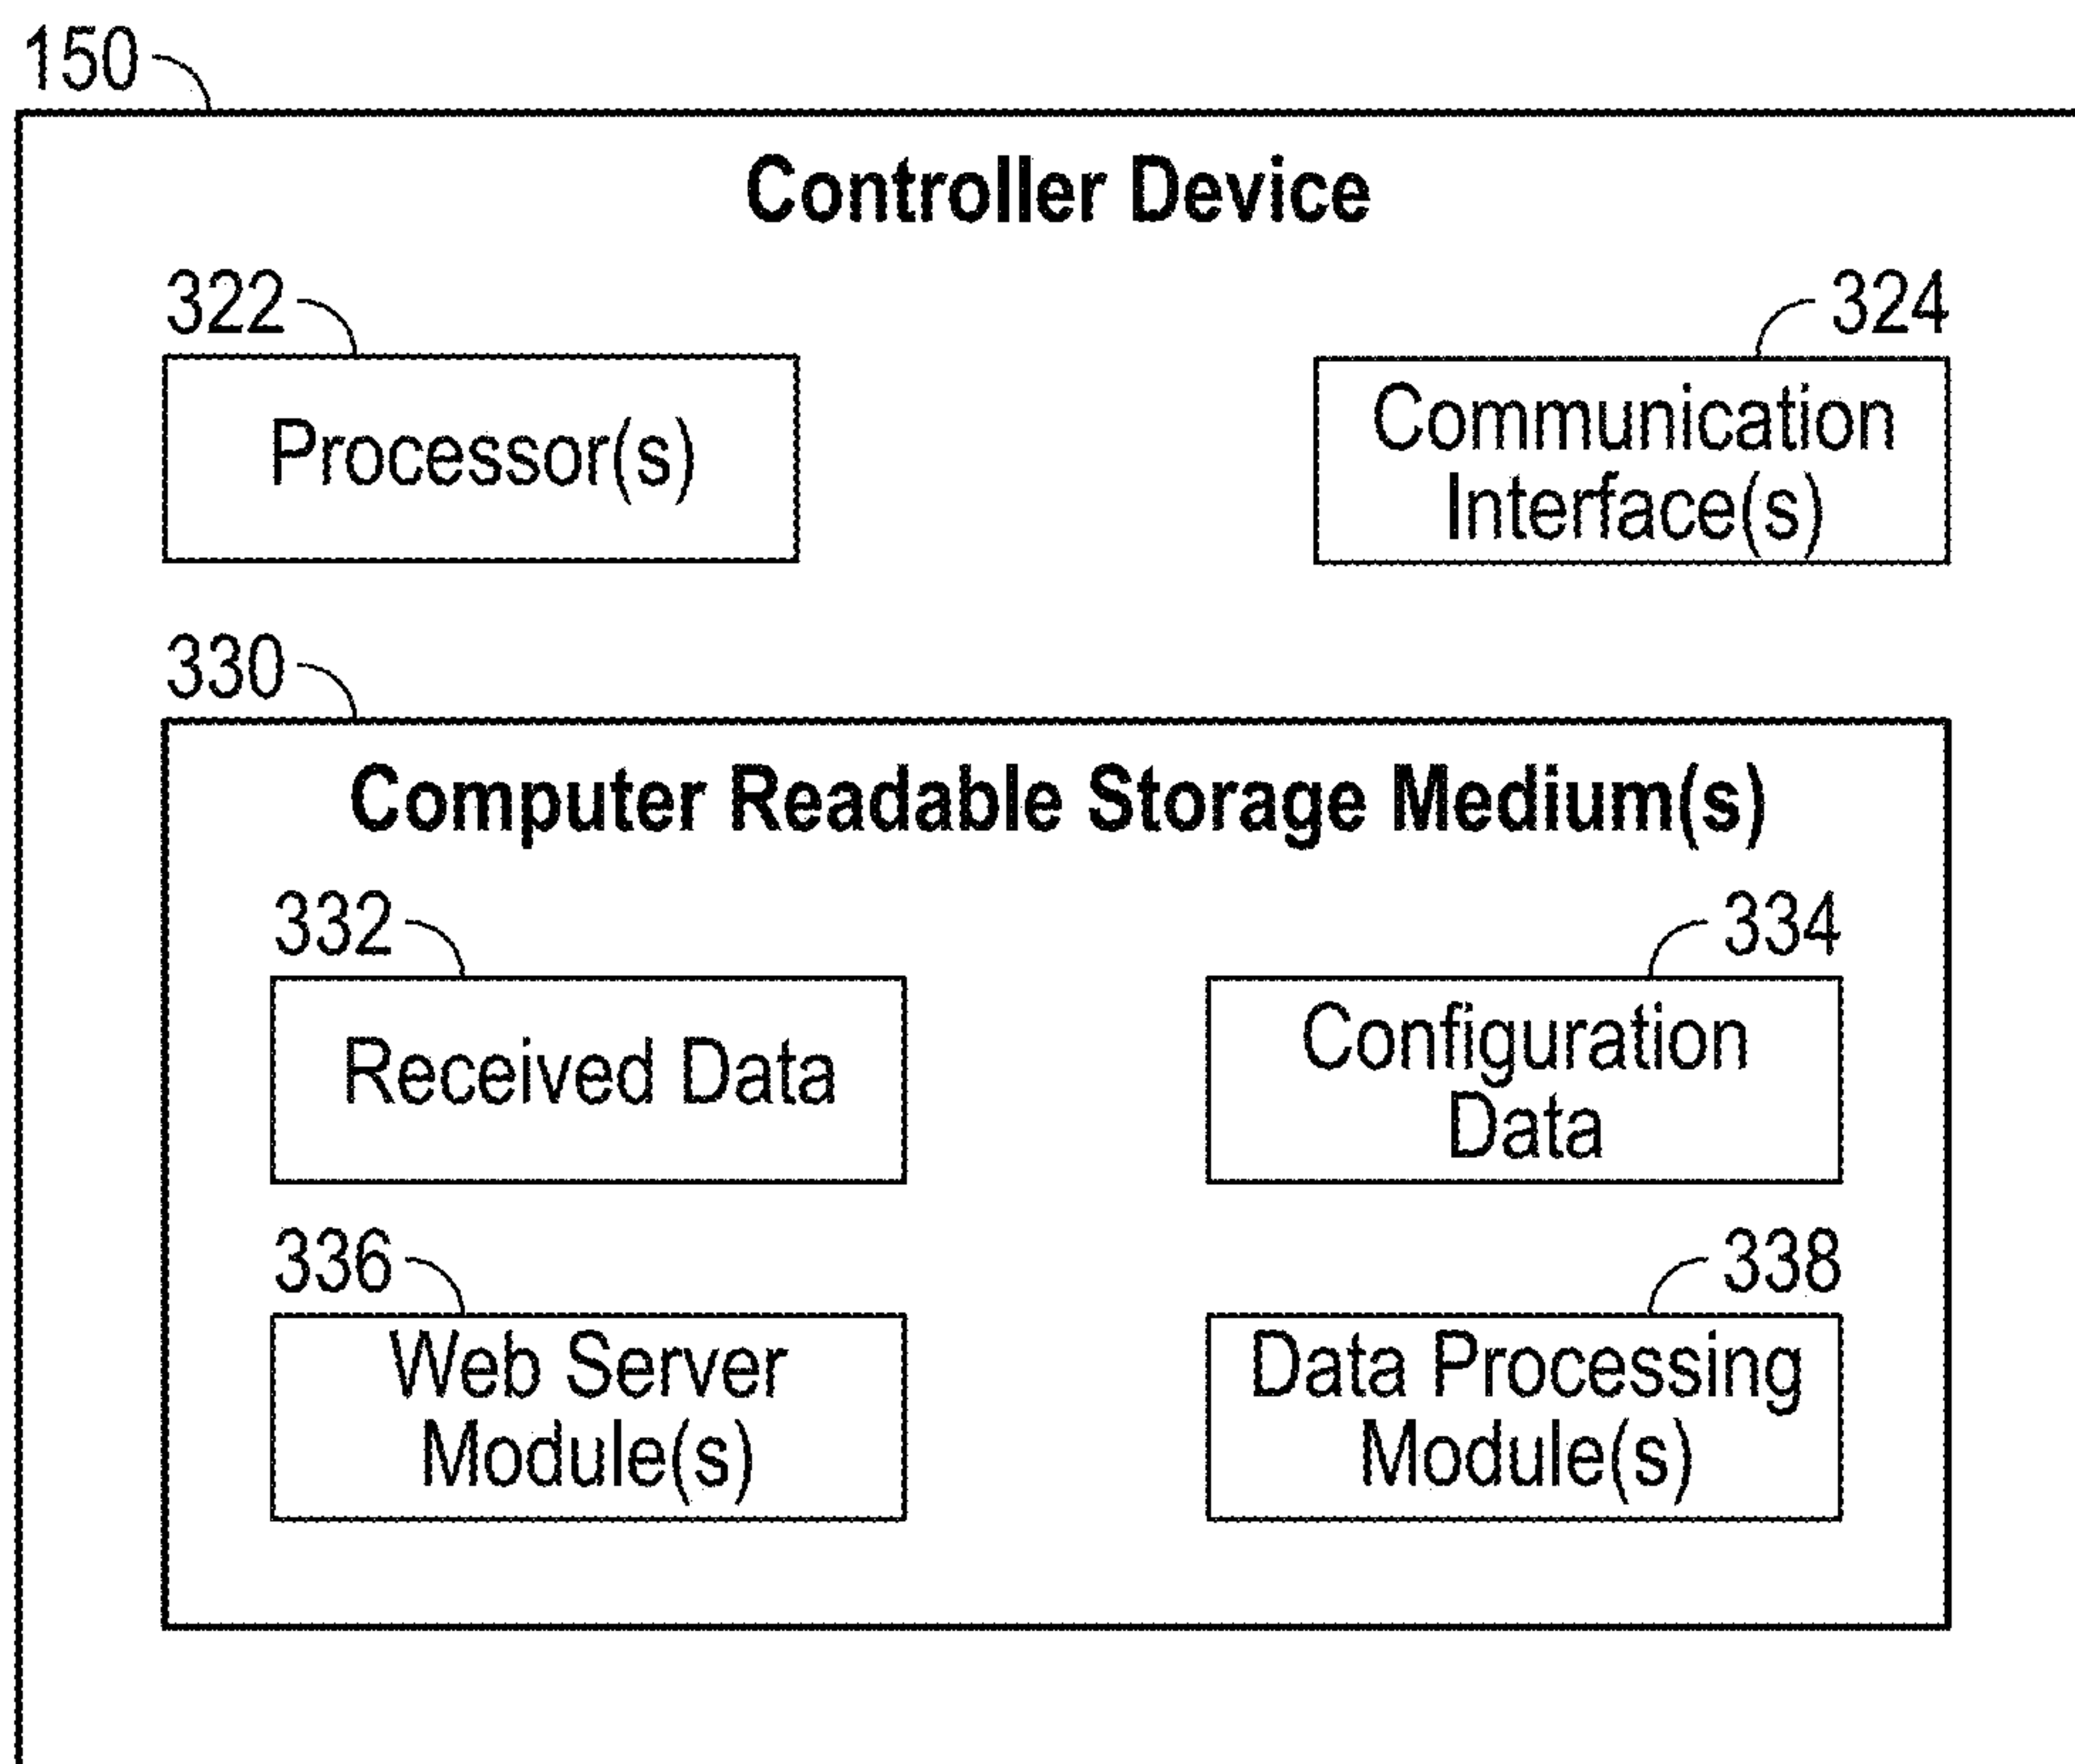 150
Controller Device
322
324
Processor(s)
Communication
Interface(s)
330
Computer Readable Storage Medium(s)
332
334
Received Data
Configuration
Data
336
338
Web Server
Module(s)
Data Processing
Module(s)